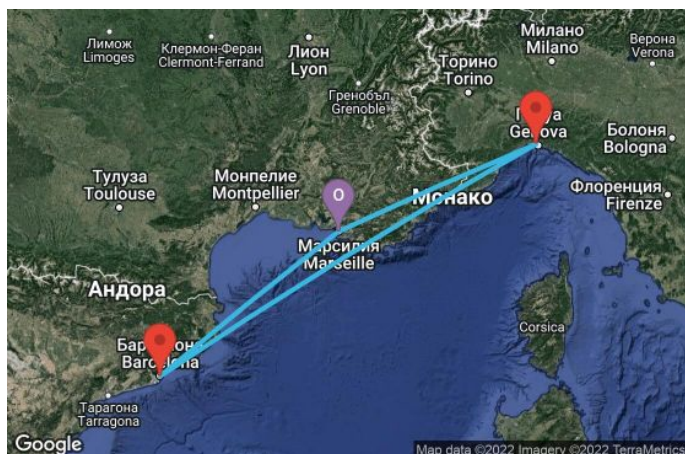 Лимож
Limoges
Клермон-Феран
Clermont-Ferrand
Лион
Lyon
Милано
Milano
Верона
Verona
Торино
Torino
Гренобъл
Grenoble
Genova
Болоня
Bologna
Тулуза
Toulouse
Монпелие
Montpellier
O
Монако
Флоренция
Firenze
Марсилия
Marseille
Андора
Corsica
Barcelona
Тарагона
Tarragona
Google
Map data ©2022 Imagery ©2022 TerraMetrics